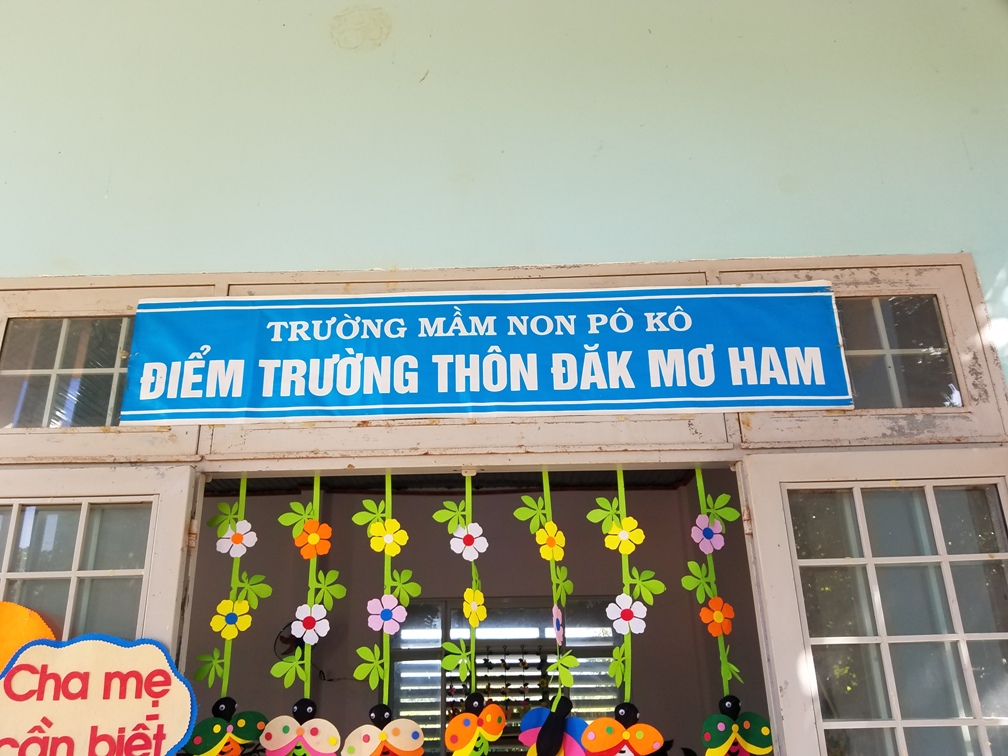 TRƯỜNG MẦM NON PÔ KÔ
ĐIỂM TRƯỜNG THÔN ĐĂK MƠ HAM
Cha mẹ
cần biết